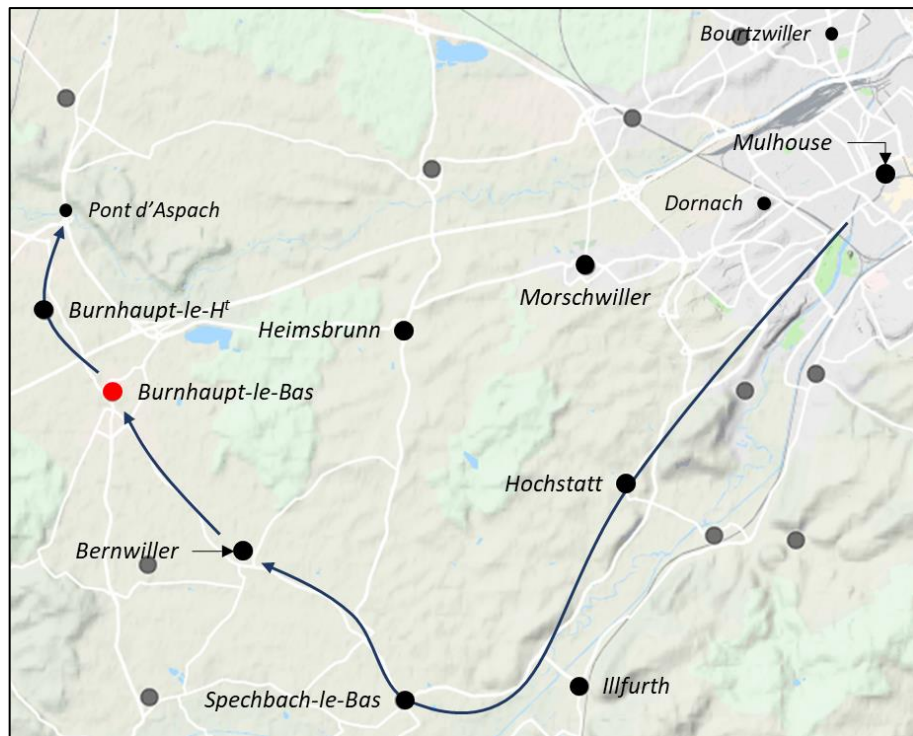 Bourtzwiller
Mulhouse
Pont d'Aspach
Dornach
Morschwiller
Burnhaupt-le-Hᵗ
Heimsbrunn
Burnhaupt-le-Bas
Hochstatt
Bernwiller
Spechbach-le-Bas
Illfurth